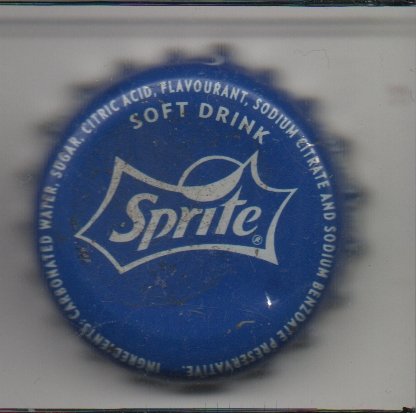 INGREDIENTS: CARBONATED WATER, SUGAR, CITRIC ACID, FLAVOURANT, SODIUM CITRATE AND SODIUM BENZOATE PRESERVATIVE.
SOFT DRINK
Sprite®